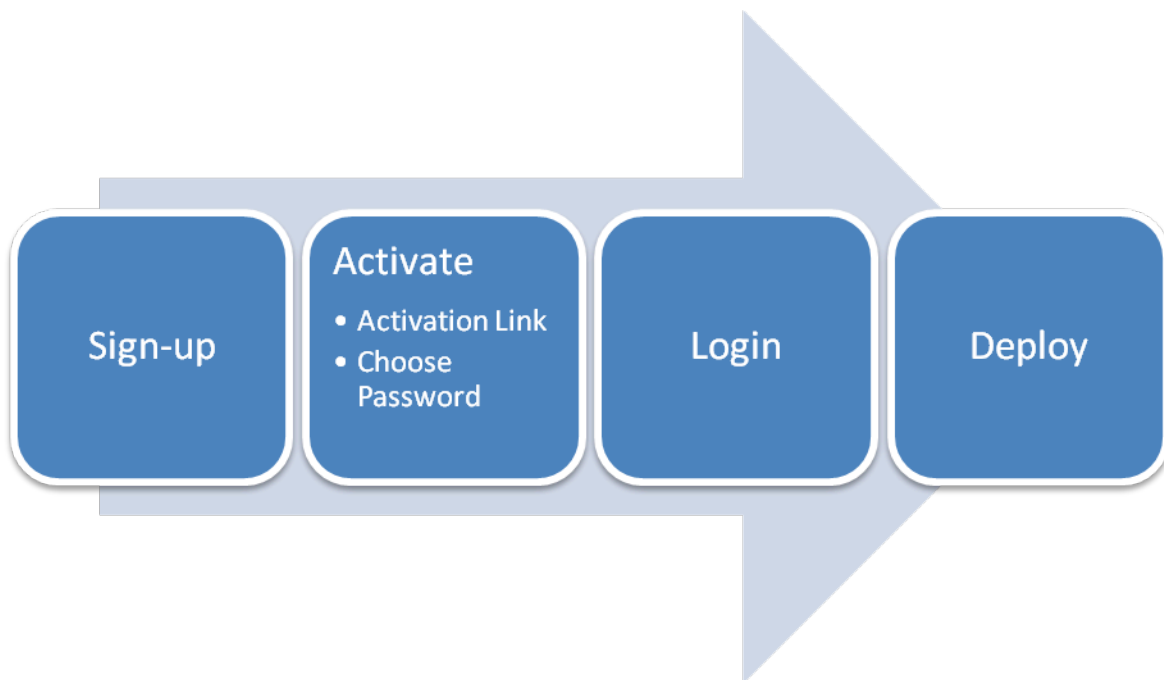 Sign-up
Activate
• Activation Link
• Choose
Password
Login
Deploy